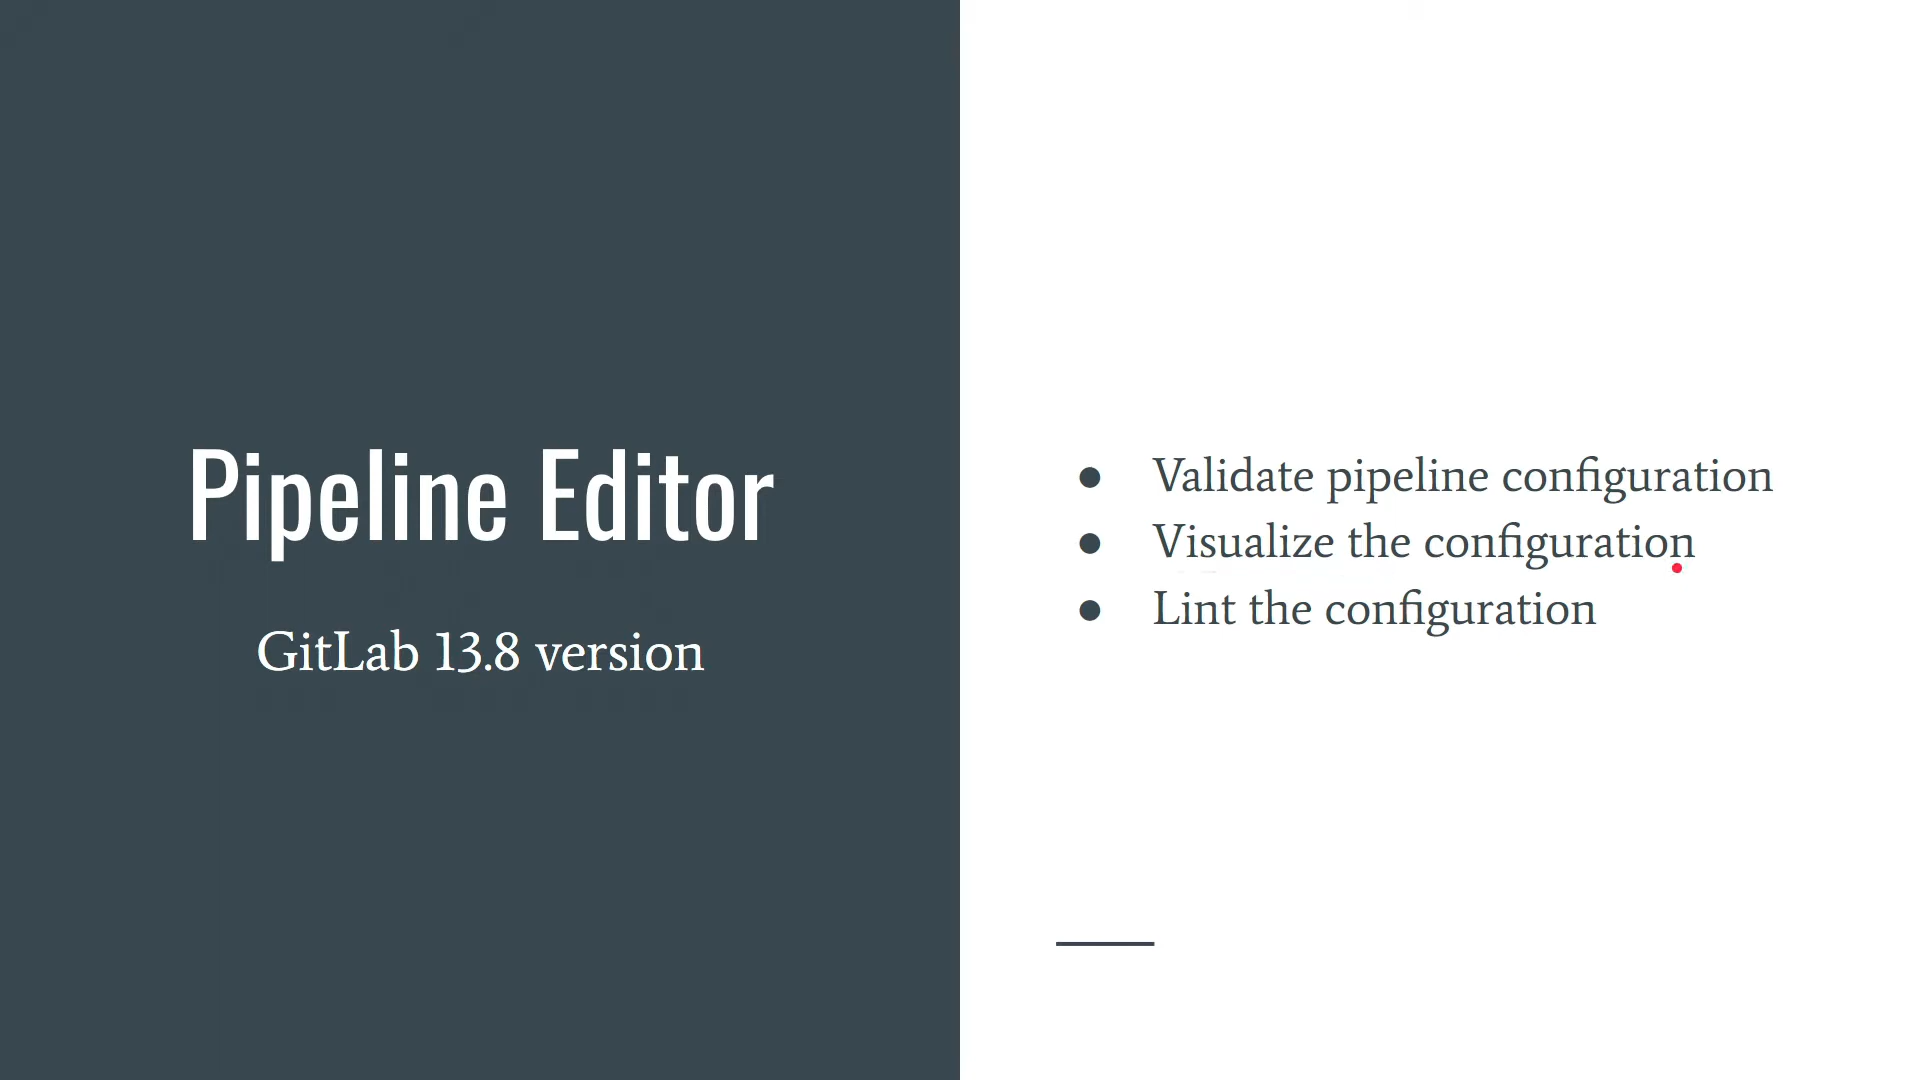 Pipeline Editor
GitLab 13.8 version
● Validate pipeline configuration
● Visualize the configuration
● Lint the configuration